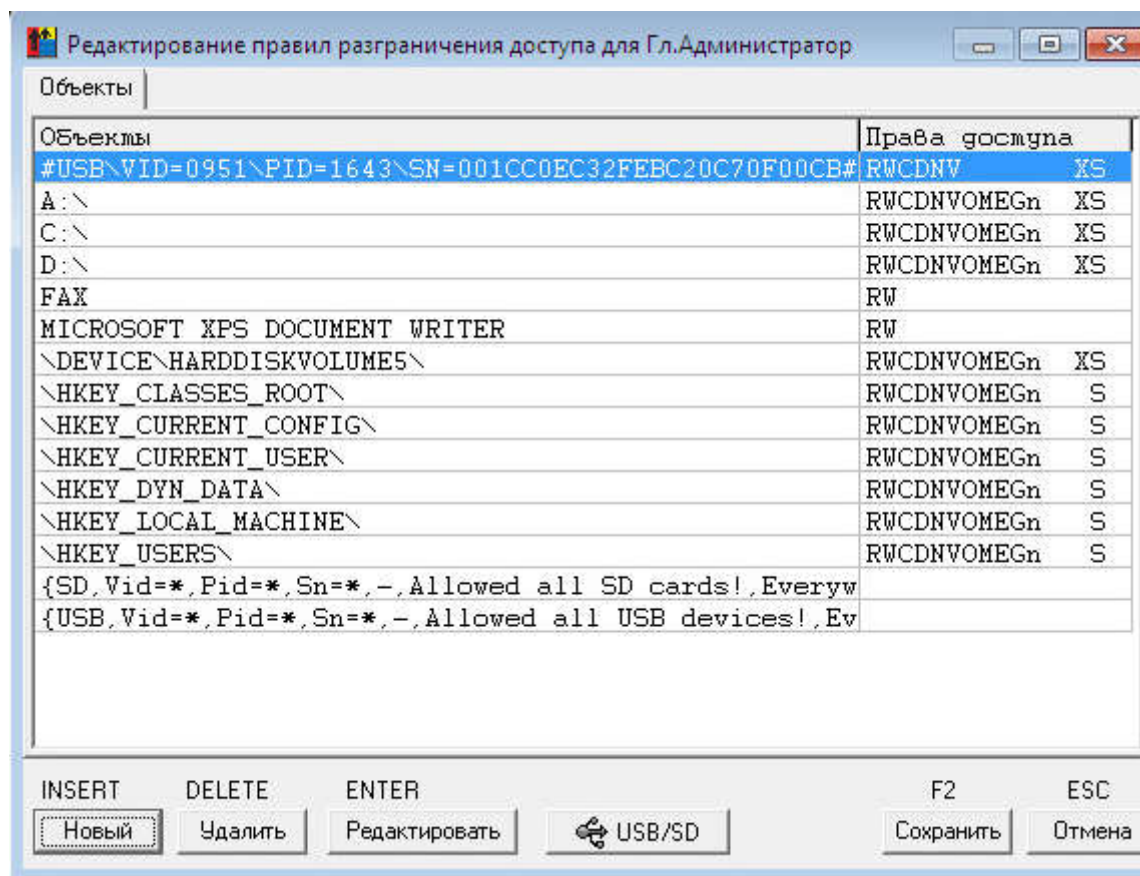 Редактирование правил разграничения доступа для Гл.Администратор
Объекты
Объекты Права доступа
#USB\VID=0951\PID=1643\SN=001CC0EC32FEBC20C70F00CB# RWCDNV XS
A:\ RWCDNVOMEGn XS
C:\ RWCDNVOMEGn XS
D:\ RWCDNVOMEGn XS
FAX RW
MICROSOFT XPS DOCUMENT WRITER RW
\DEVICE\HARDDISKVOLUME5\ RWCDNVOMEGn XS
\HKEY_CLASSES_ROOT\ RWCDNVOMEGn S
\HKEY_CURRENT_CONFIG\ RWCDNVOMEGn S
\HKEY_CURRENT_USER\ RWCDNVOMEGn S
\HKEY_DYN_DATA\ RWCDNVOMEGn S
\HKEY_LOCAL_MACHINE\ RWCDNVOMEGn S
\HKEY_USERS\ RWCDNVOMEGn S
{SD,Vid=*,Pid=*,Sn=*,-,Allowed all SD cards!,Everyw
{USB,Vid=*,Pid=*,Sn=*,-,Allowed all USB devices!,Ev
INSERT DELETE ENTER F2 ESC
Новый Удалить Редактировать USB/SD Сохранить Отмена